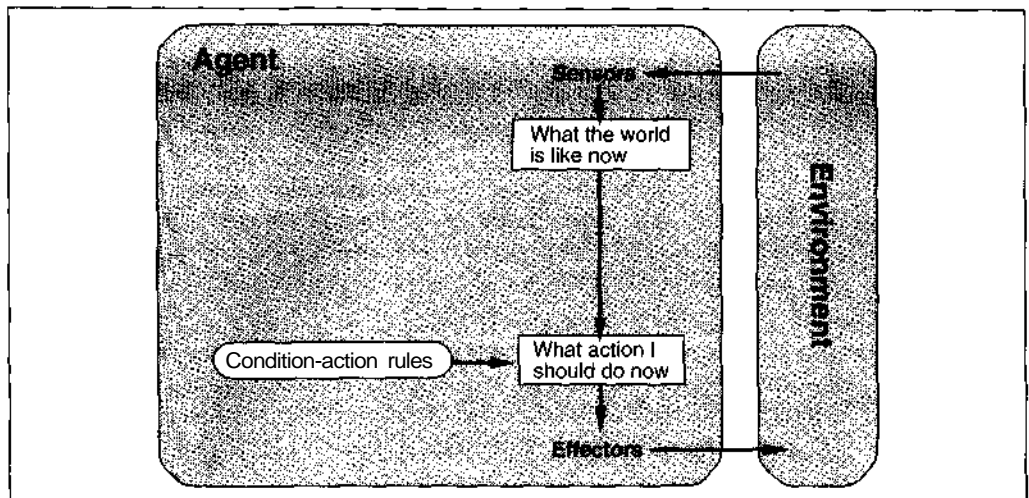 Agent
Sensors
What the world
is like now
Environment
Condition-action rules
What action I
should do now
Effectors